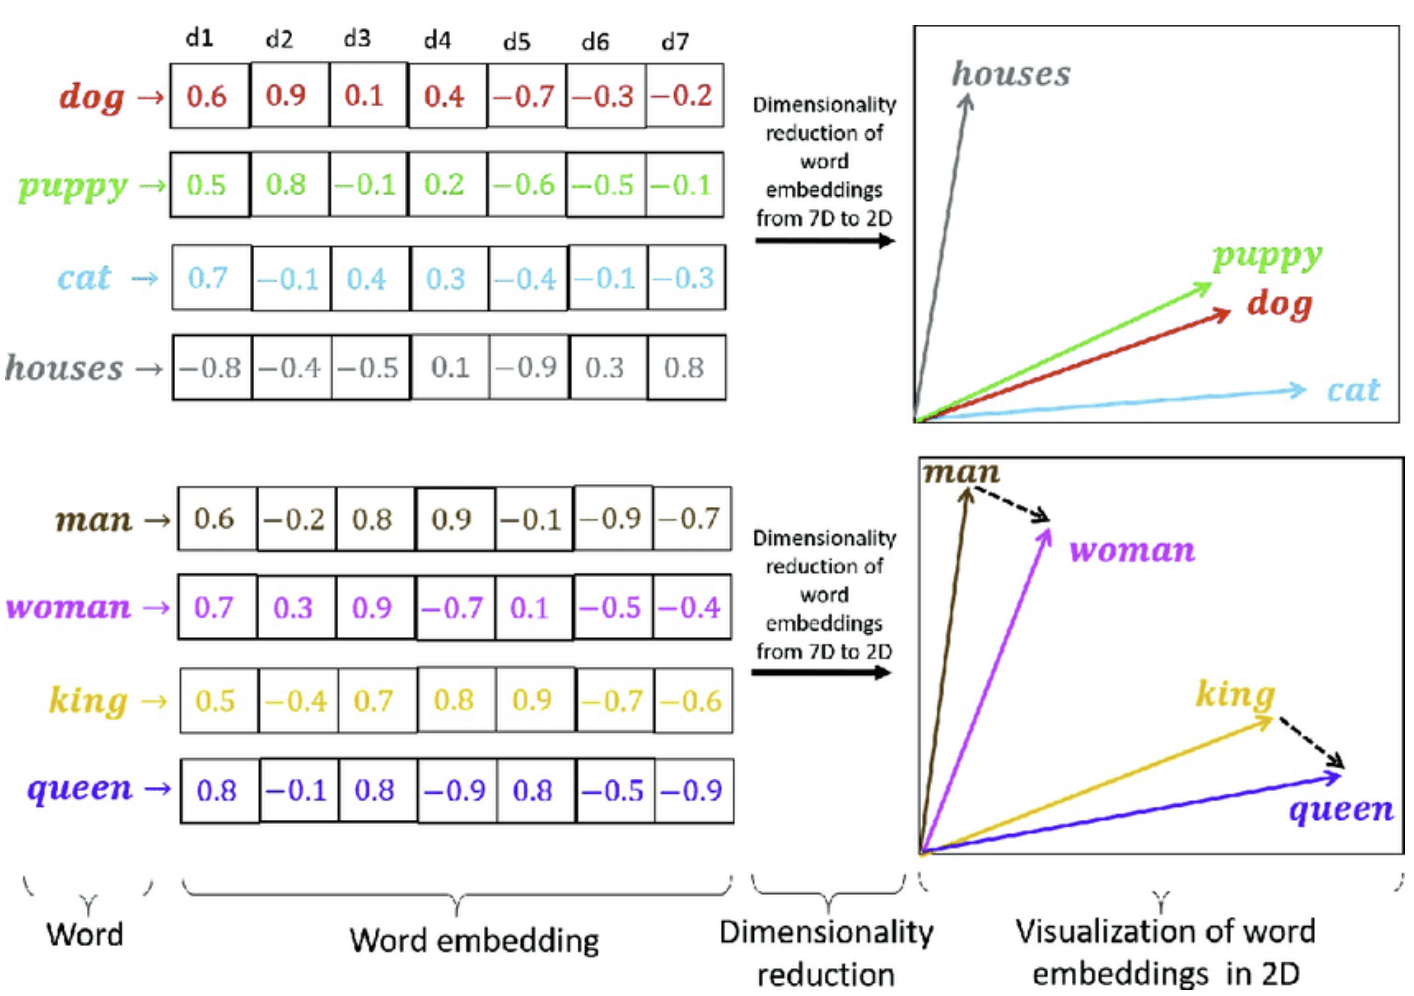 d1 d2 d3 d4 d5 d6 d7
dog → 0.6 0.9 0.1 0.4 −0.7 −0.3 −0.2
puppy → 0.5 0.8 −0.1 0.2 −0.6 −0.5 −0.1
cat → 0.7 −0.1 0.4 0.3 −0.4 −0.1 −0.3
houses → −0.8 −0.4 −0.5 0.1 −0.9 0.3 0.8
Dimensionality
reduction of
word
embeddings
from 7D to 2D
houses
puppy
dog
cat
man → 0.6 −0.2 0.8 0.9 −0.1 −0.9 −0.7
woman → 0.7 0.3 0.9 −0.7 0.1 −0.5 −0.4
king → 0.5 −0.4 0.7 0.8 0.9 −0.7 −0.6
queen → 0.8 −0.1 0.8 −0.9 0.8 −0.5 −0.9
Dimensionality
reduction of
word
embeddings
from 7D to 2D
man
woman
king
queen
Word
Word embedding
Dimensionality
reduction
Visualization of word
embeddings in 2D